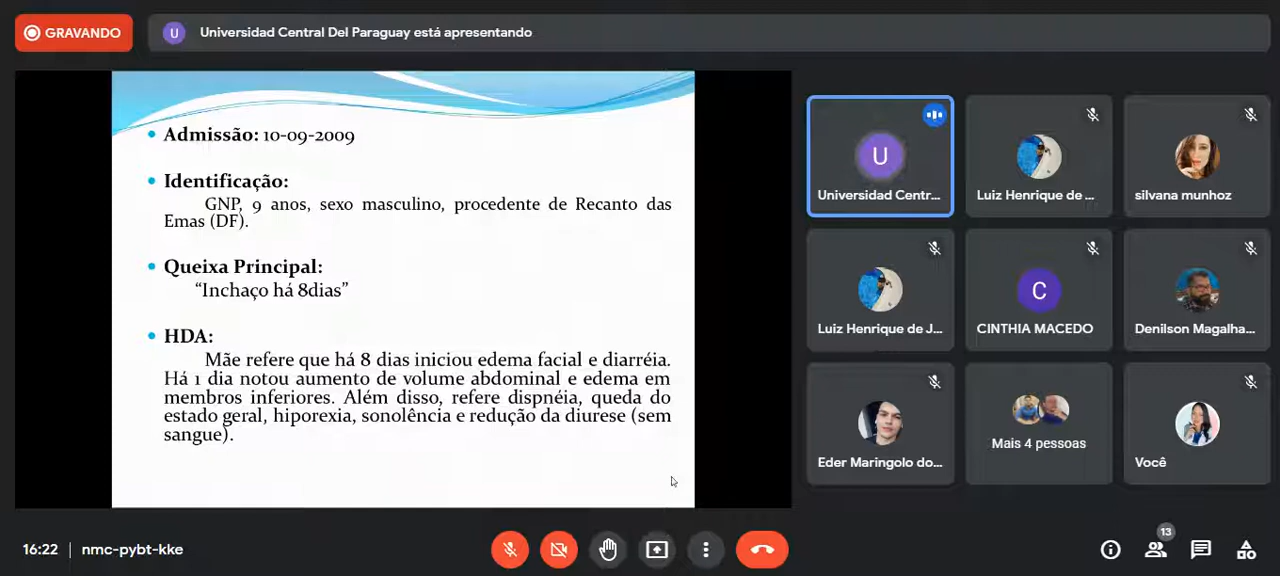 GRAVANDO
U
Universidad Central Del Paraguay está apresentando
• Admissão: 10-09-2009
• Identificação:
GNP, 9 anos, sexo masculino, procedente de Recanto das
Emas (DF).
• Queixa Principal:
“Inchaço há 8dias”
• HDA:
Mãe refere que há 8 dias iniciou edema facial e diarréia.
Há 1 dia notou aumento de volume abdominal e edema em
membros inferiores. Além disso, refere dispnéia, queda do
estado geral, hiporexia, sonolência e redução da diurese (sem
sangue).
U
Universidad Centr...
Luiz Henrique de ...
silvana munhoz
Luiz Henrique de J...
C
CINTHIA MACEDO
Denilson Magalha...
Eder Maringolo do...
Mais 4 pessoas
Você
16:22 | nmc-pybt-kke
13